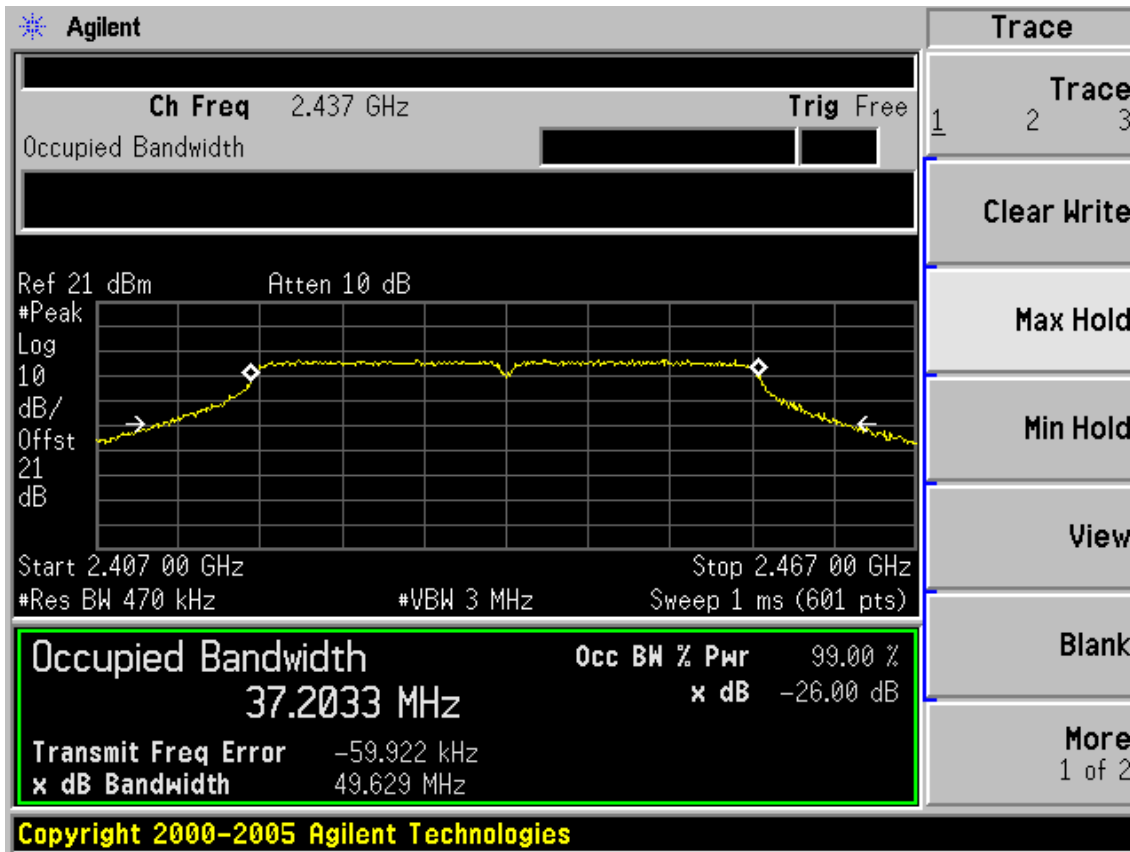 Agilent
Trace
Ch Freq 2.437 GHz Trig Free
Occupied Bandwidth
Trace
1 2 3
Clear Write
Max Hold
Min Hold
View
Blank
More
1 of 2
Ref 21 dBm Atten 10 dB
#Peak
Log
10
dB/
Offst
21
dB
Start 2.407 00 GHz Stop 2.467 00 GHz
#Res BW 470 kHz #VBW 3 MHz Sweep 1 ms (601 pts)
Occupied Bandwidth
37.2033 MHz
Occ BW % Pwr 99.00 %
x dB -26.00 dB
Transmit Freq Error -59.922 kHz
x dB Bandwidth 49.629 MHz
Copyright 2000-2005 Agilent Technologies